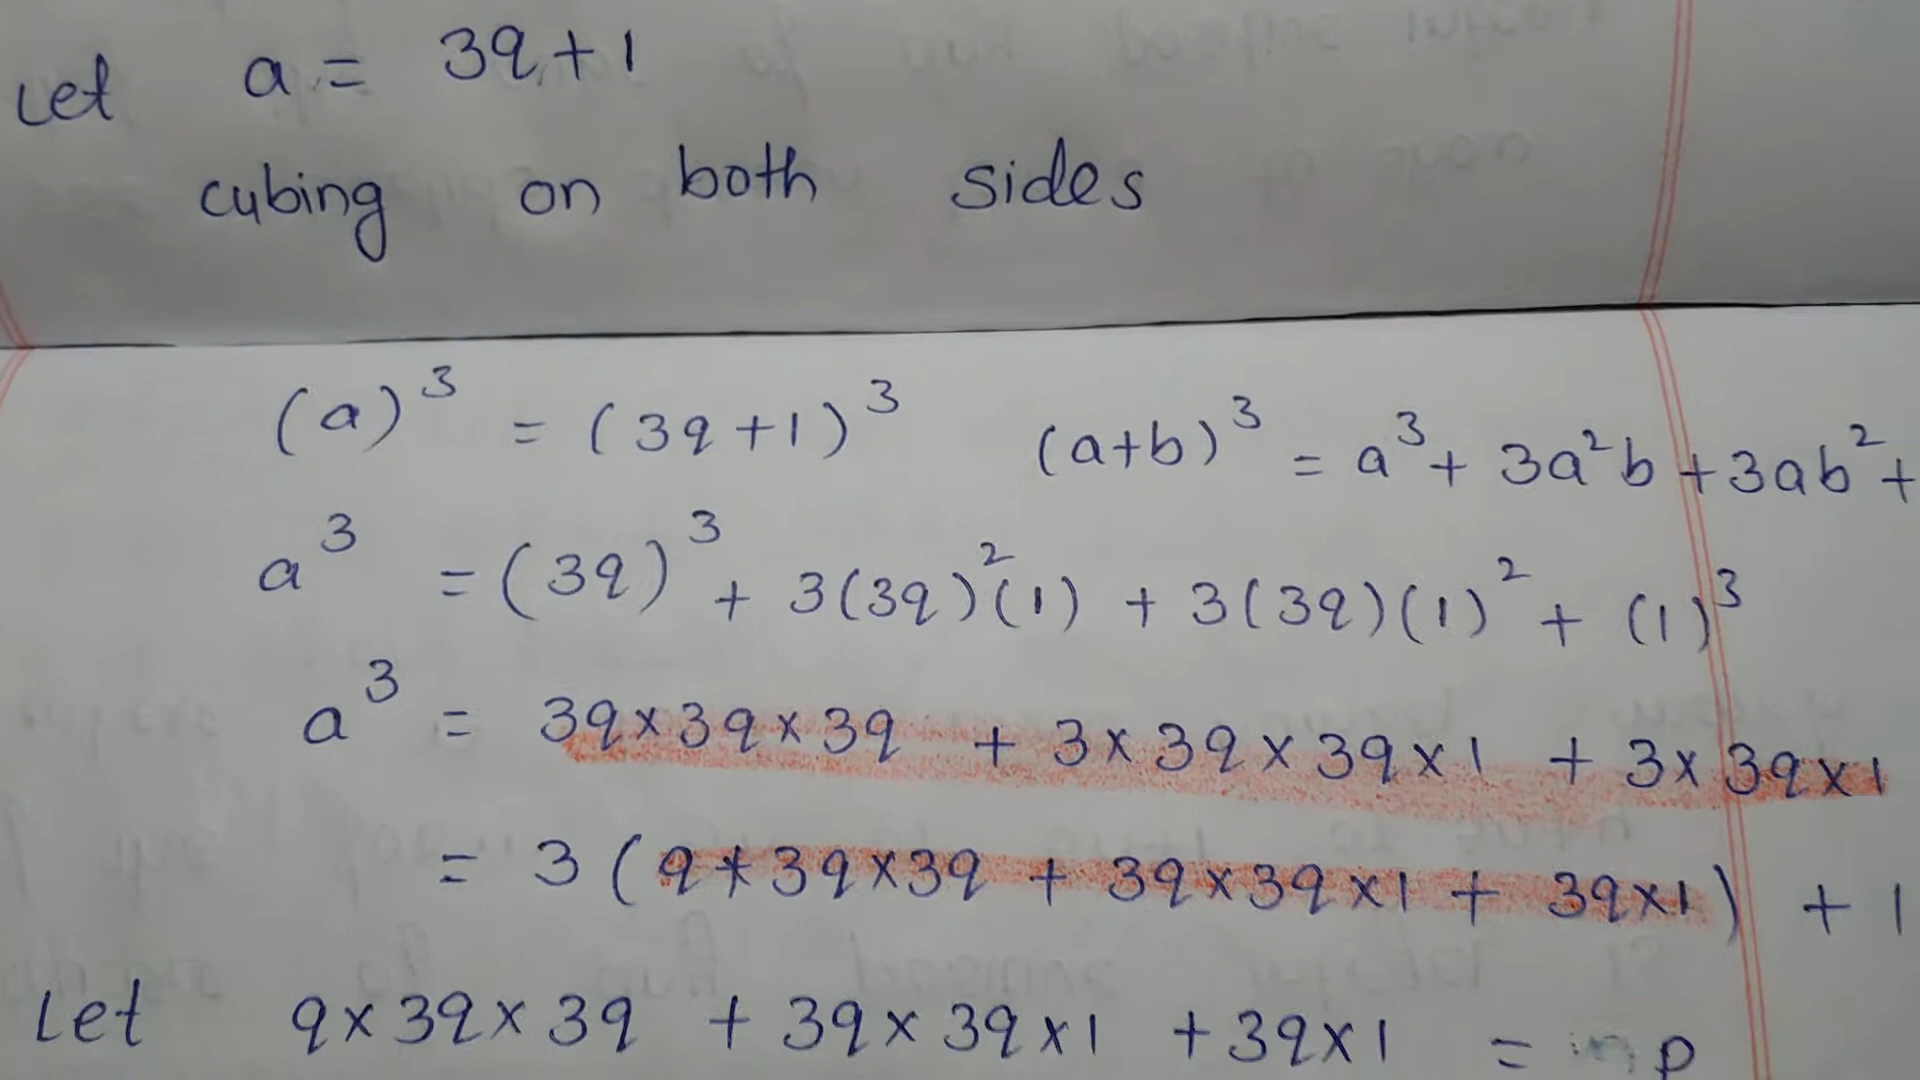 Let a = 3q+1
cubing on both sides
(a)³ = (3q+1)³ (a+b)³ = a³+ 3a²b+3ab²+
a³ = (3q)³ + 3(3q)²(1) + 3(3q)(1)² + (1)³
a³ = 3q×3q×3q + 3×3q×3q×1 + 3×3q×1
= 3(q×3q×3q + 3q×3q×1 + 3q×1) + 1
Let q×3q×3q + 3q×3q×1 +3q×1 = p